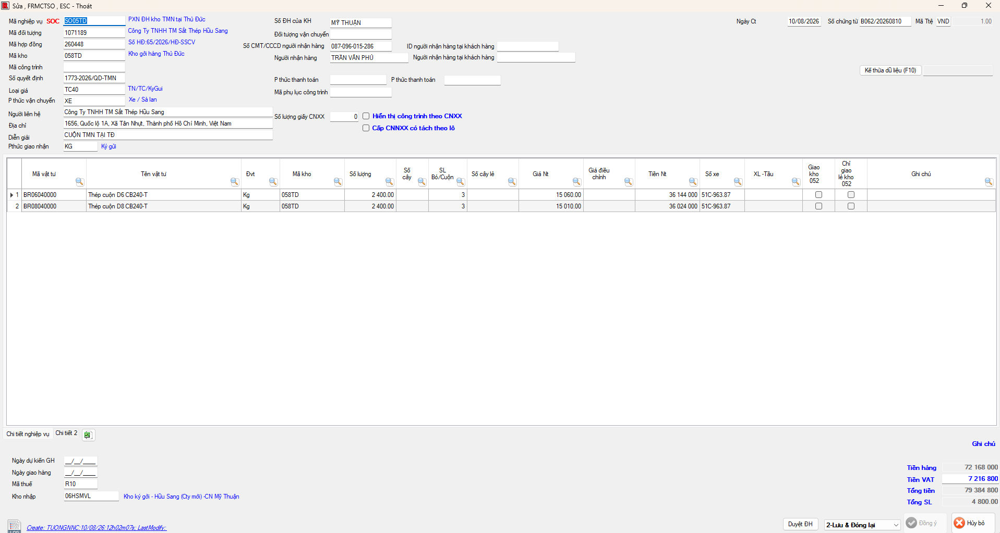 Sửa , FRMCTSO , ESC - Thoát
Mã nghiệp vụ SOC SO05TD PXN ĐH kho TMN tại Thủ Đức
Mã đối tượng 1071189 Công Ty TNHH TM Sắt Thép Hữu Sang
Mã hợp đồng 260448 Số HĐ:65/2026/HĐ-SSCV
Mã kho 058TD Kho gởi hàng Thủ Đức
Mã công trình
Số quyết định 1773-2026/QD-TMN
Loại giá TC40 TN/TC/KyGui
P thức vận chuyển XE Xe / Sà lan
Người liên hệ Công Ty TNHH TM Sắt Thép Hữu Sang
Địa chỉ 1656, Quốc lộ 1A, Xã Tân Nhựt, Thành phố Hồ Chí Minh, Việt Nam
Diễn giải CUỘN TMN TẠI TĐ
Pthức giao nhận KG Ký gửi
Số ĐH của KH MỸ THUẬN
Đối tượng vận chuyển
Số CMT/CCCD người nhận hàng 087-096-015-286 ID người nhận hàng tại khách hàng
Người nhận hàng TRẦN VĂN PHÚ Người nhận hàng tại khách hàng
P thức thanh toán P thức thanh toán
Mã phụ lục công trình
Số lượng giấy CNXX 0 Hiển thị công trình theo CNXX
Cấp CNNXX có tách theo lô
Ngày Ct 10/08/2026 Số chứng từ B062/20260810 Mã Ttệ VND 1.00
Kế thừa dữ liệu (F10)
Mã vật tư Tên vật tư Đvt Mã kho Số lượng Số cây SL Bó/Cuộn Số cây lẻ Giá Nt Giá điều chỉnh Tiền Nt Số xe XL -Tầu Giao kho 052 Chỉ giao lẻ kho 052 Ghi chú
1 BR06040000 Thép cuộn D6 CB240-T Kg 058TD 2 400.00 3 15 060.00 36 144 000 51C-963.87
2 BR08040000 Thép cuộn D8 CB240-T Kg 058TD 2 400.00 3 15 010.00 36 024 000 51C-963.87
Chi tiết nghiệp vụ Chi tiết 2
Ghi chú
Ngày dự kiến GH __/__/____
Ngày giao hàng __/__/____
Mã thuế R10
Kho nhập 06HSMVL Kho ký gởi - Hữu Sang (Cty mới) -CN Mỹ Thuận
Tiền hàng 72 168 000
Tiền VAT 7 216 800
Tổng tiền 79 384 800
Tổng SL 4 800.00
LOG Create: TUONGNNC:10/08/26:12h02m07s; LastModify:
Duyệt ĐH 2-Lưu & Đóng lại Đồng ý Hủy bỏ